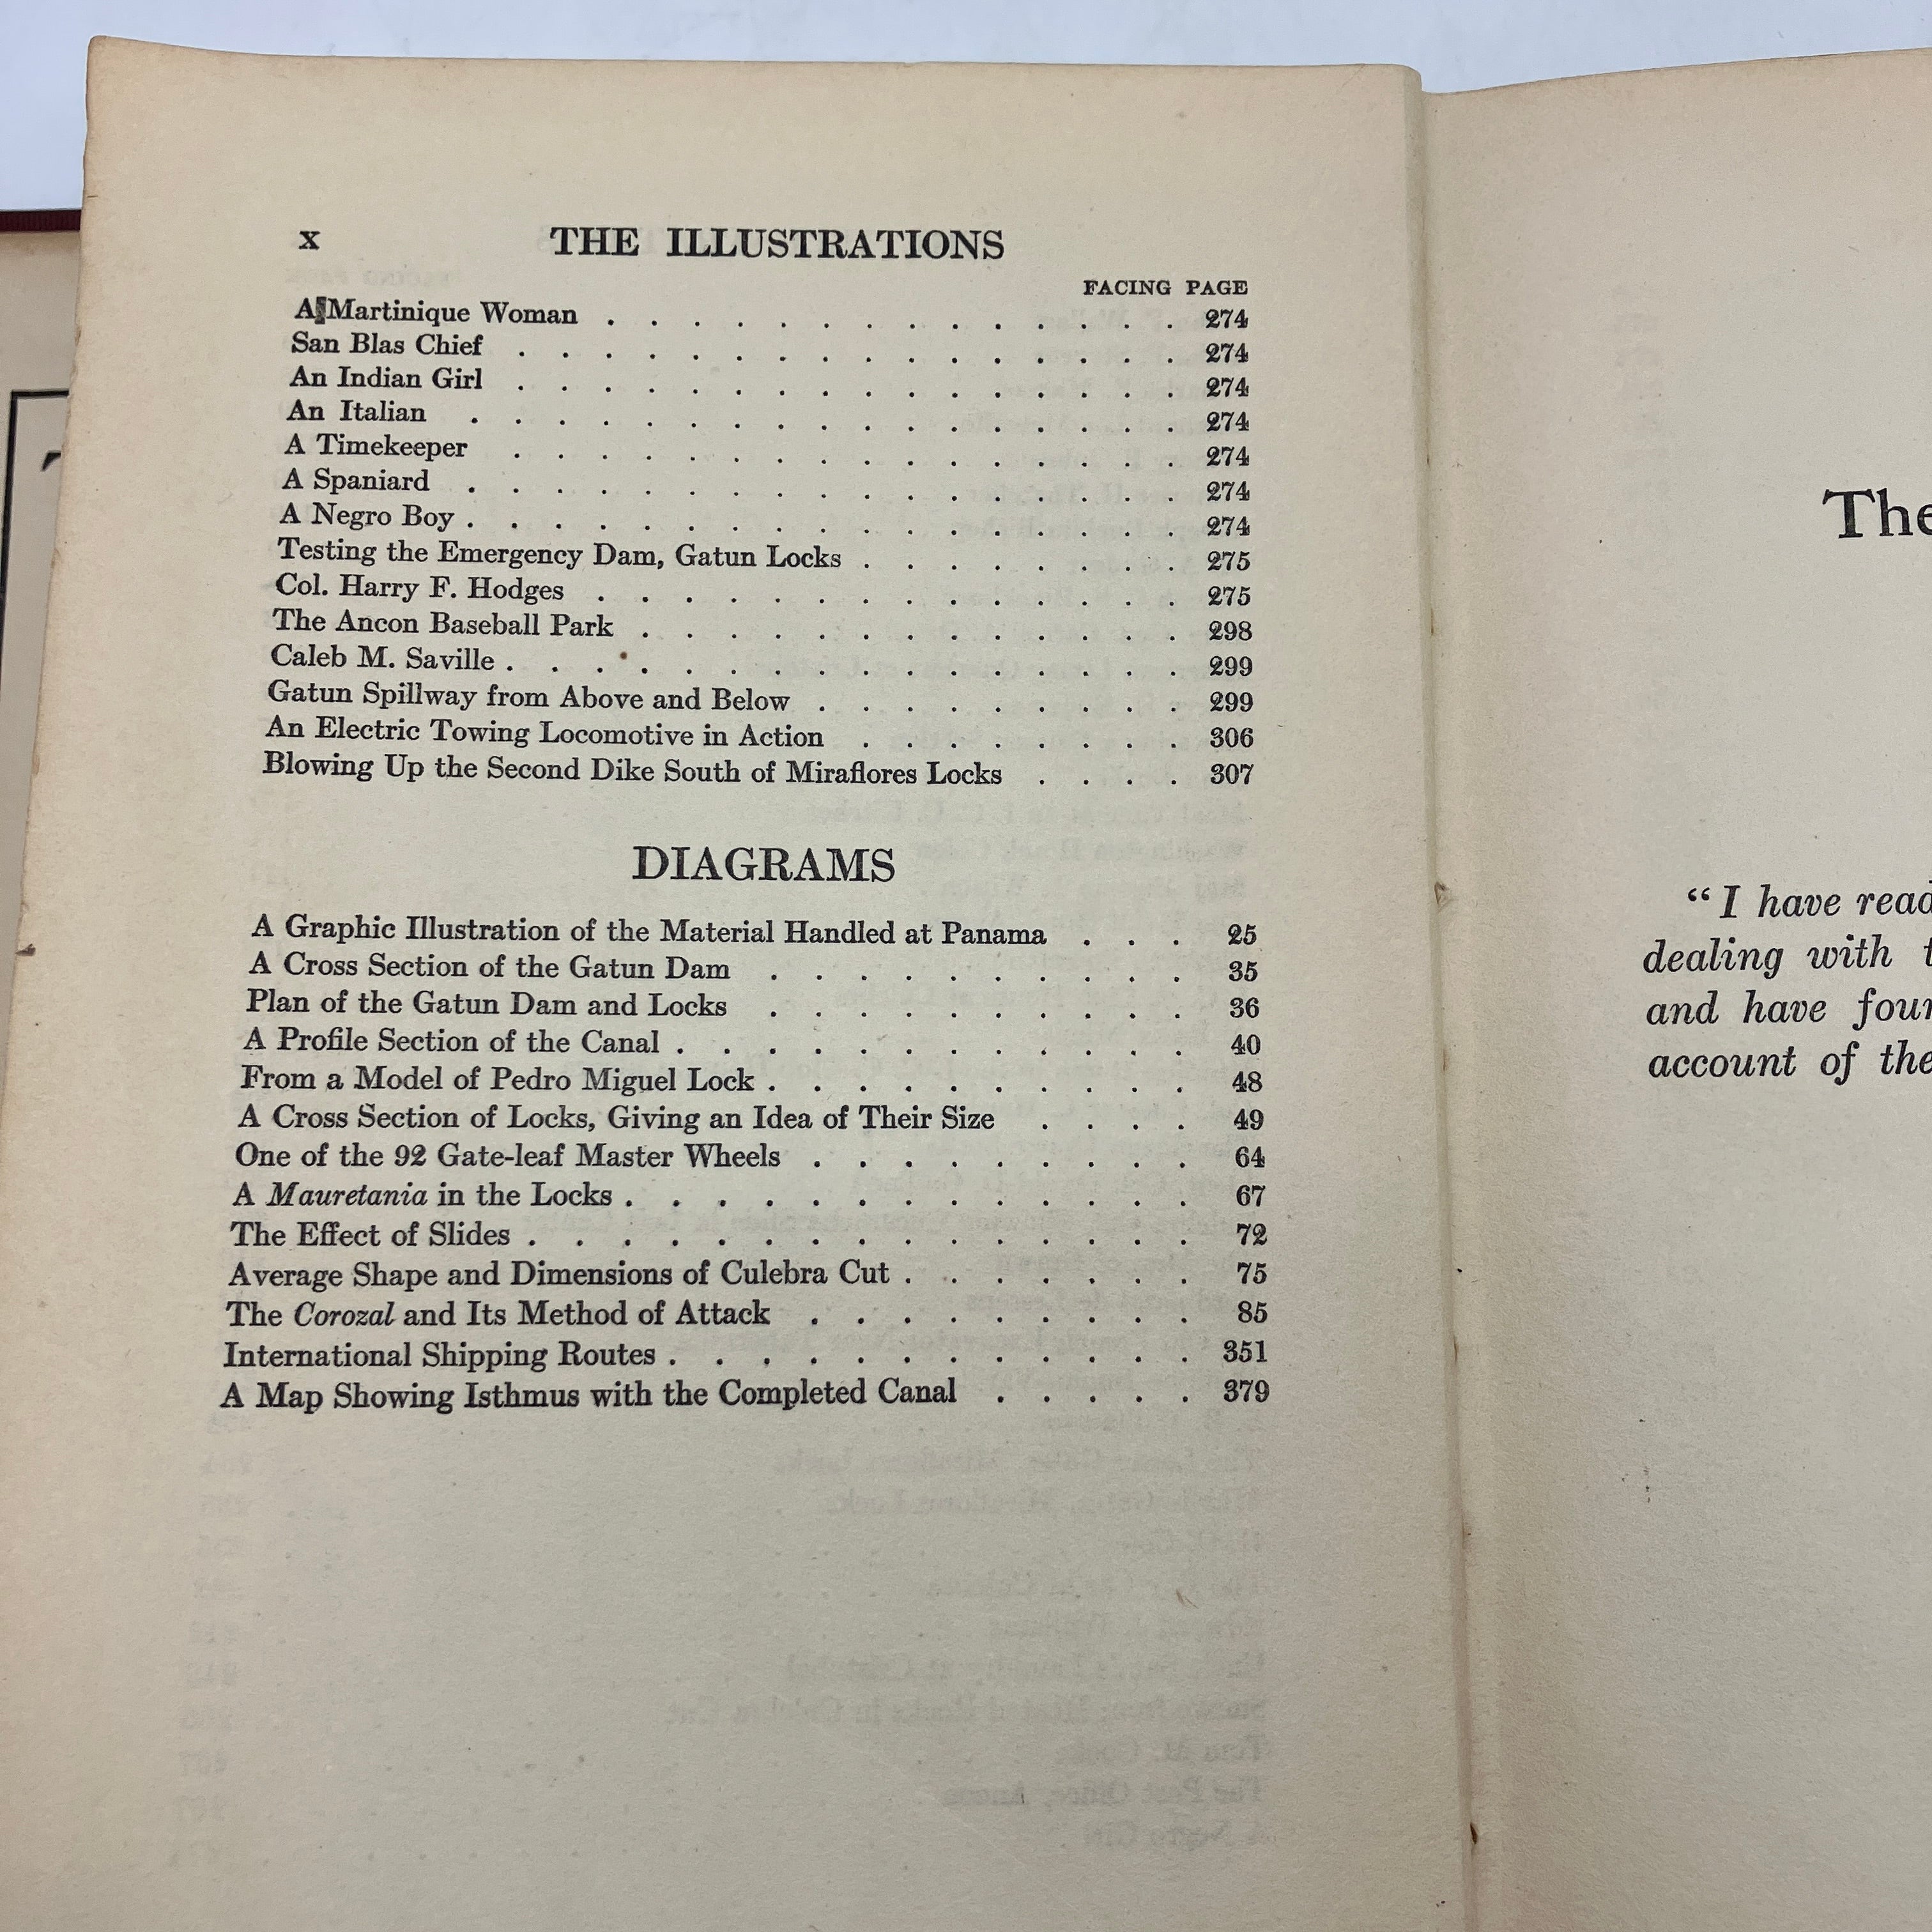 x THE ILLUSTRATIONS
FACING PAGE
A Martinique Woman . . . . . . . . . . . . . . 274
San Blas Chief . . . . . . . . . . . . . . . . 274
An Indian Girl . . . . . . . . . . . . . . . . 274
An Italian . . . . . . . . . . . . . . . . . 274
A Timekeeper . . . . . . . . . . . . . . . . 274
A Spaniard . . . . . . . . . . . . . . . . . 274
A Negro Boy . . . . . . . . . . . . . . . . . 274
Testing the Emergency Dam, Gatun Locks . . . . . . . . 275
Col. Harry F. Hodges . . . . . . . . . . . . . . 275
The Ancon Baseball Park . . . . . . . . . . . . . 298
Caleb M. Saville . . . . . . . . . . . . . . . . 299
Gatun Spillway from Above and Below . . . . . . . . . 299
An Electric Towing Locomotive in Action . . . . . . . . 306
Blowing Up the Second Dike South of Miraflores Locks . . . . 307
DIAGRAMS
A Graphic Illustration of the Material Handled at Panama . . . 25
A Cross Section of the Gatun Dam . . . . . . . . . . 35
Plan of the Gatun Dam and Locks . . . . . . . . . . 36
A Profile Section of the Canal . . . . . . . . . . . . 40
From a Model of Pedro Miguel Lock . . . . . . . . . . 48
A Cross Section of Locks, Giving an Idea of Their Size . . . . 49
One of the 92 Gate-leaf Master Wheels . . . . . . . . . 64
A Mauretania in the Locks . . . . . . . . . . . . . 67
The Effect of Slides . . . . . . . . . . . . . . . 72
Average Shape and Dimensions of Culebra Cut . . . . . . . 75
The Corozal and Its Method of Attack . . . . . . . . . 85
International Shipping Routes . . . . . . . . . . . . 351
A Map Showing Isthmus with the Completed Canal . . . . . 379
The
"I have read
dealing with
and have
account of the